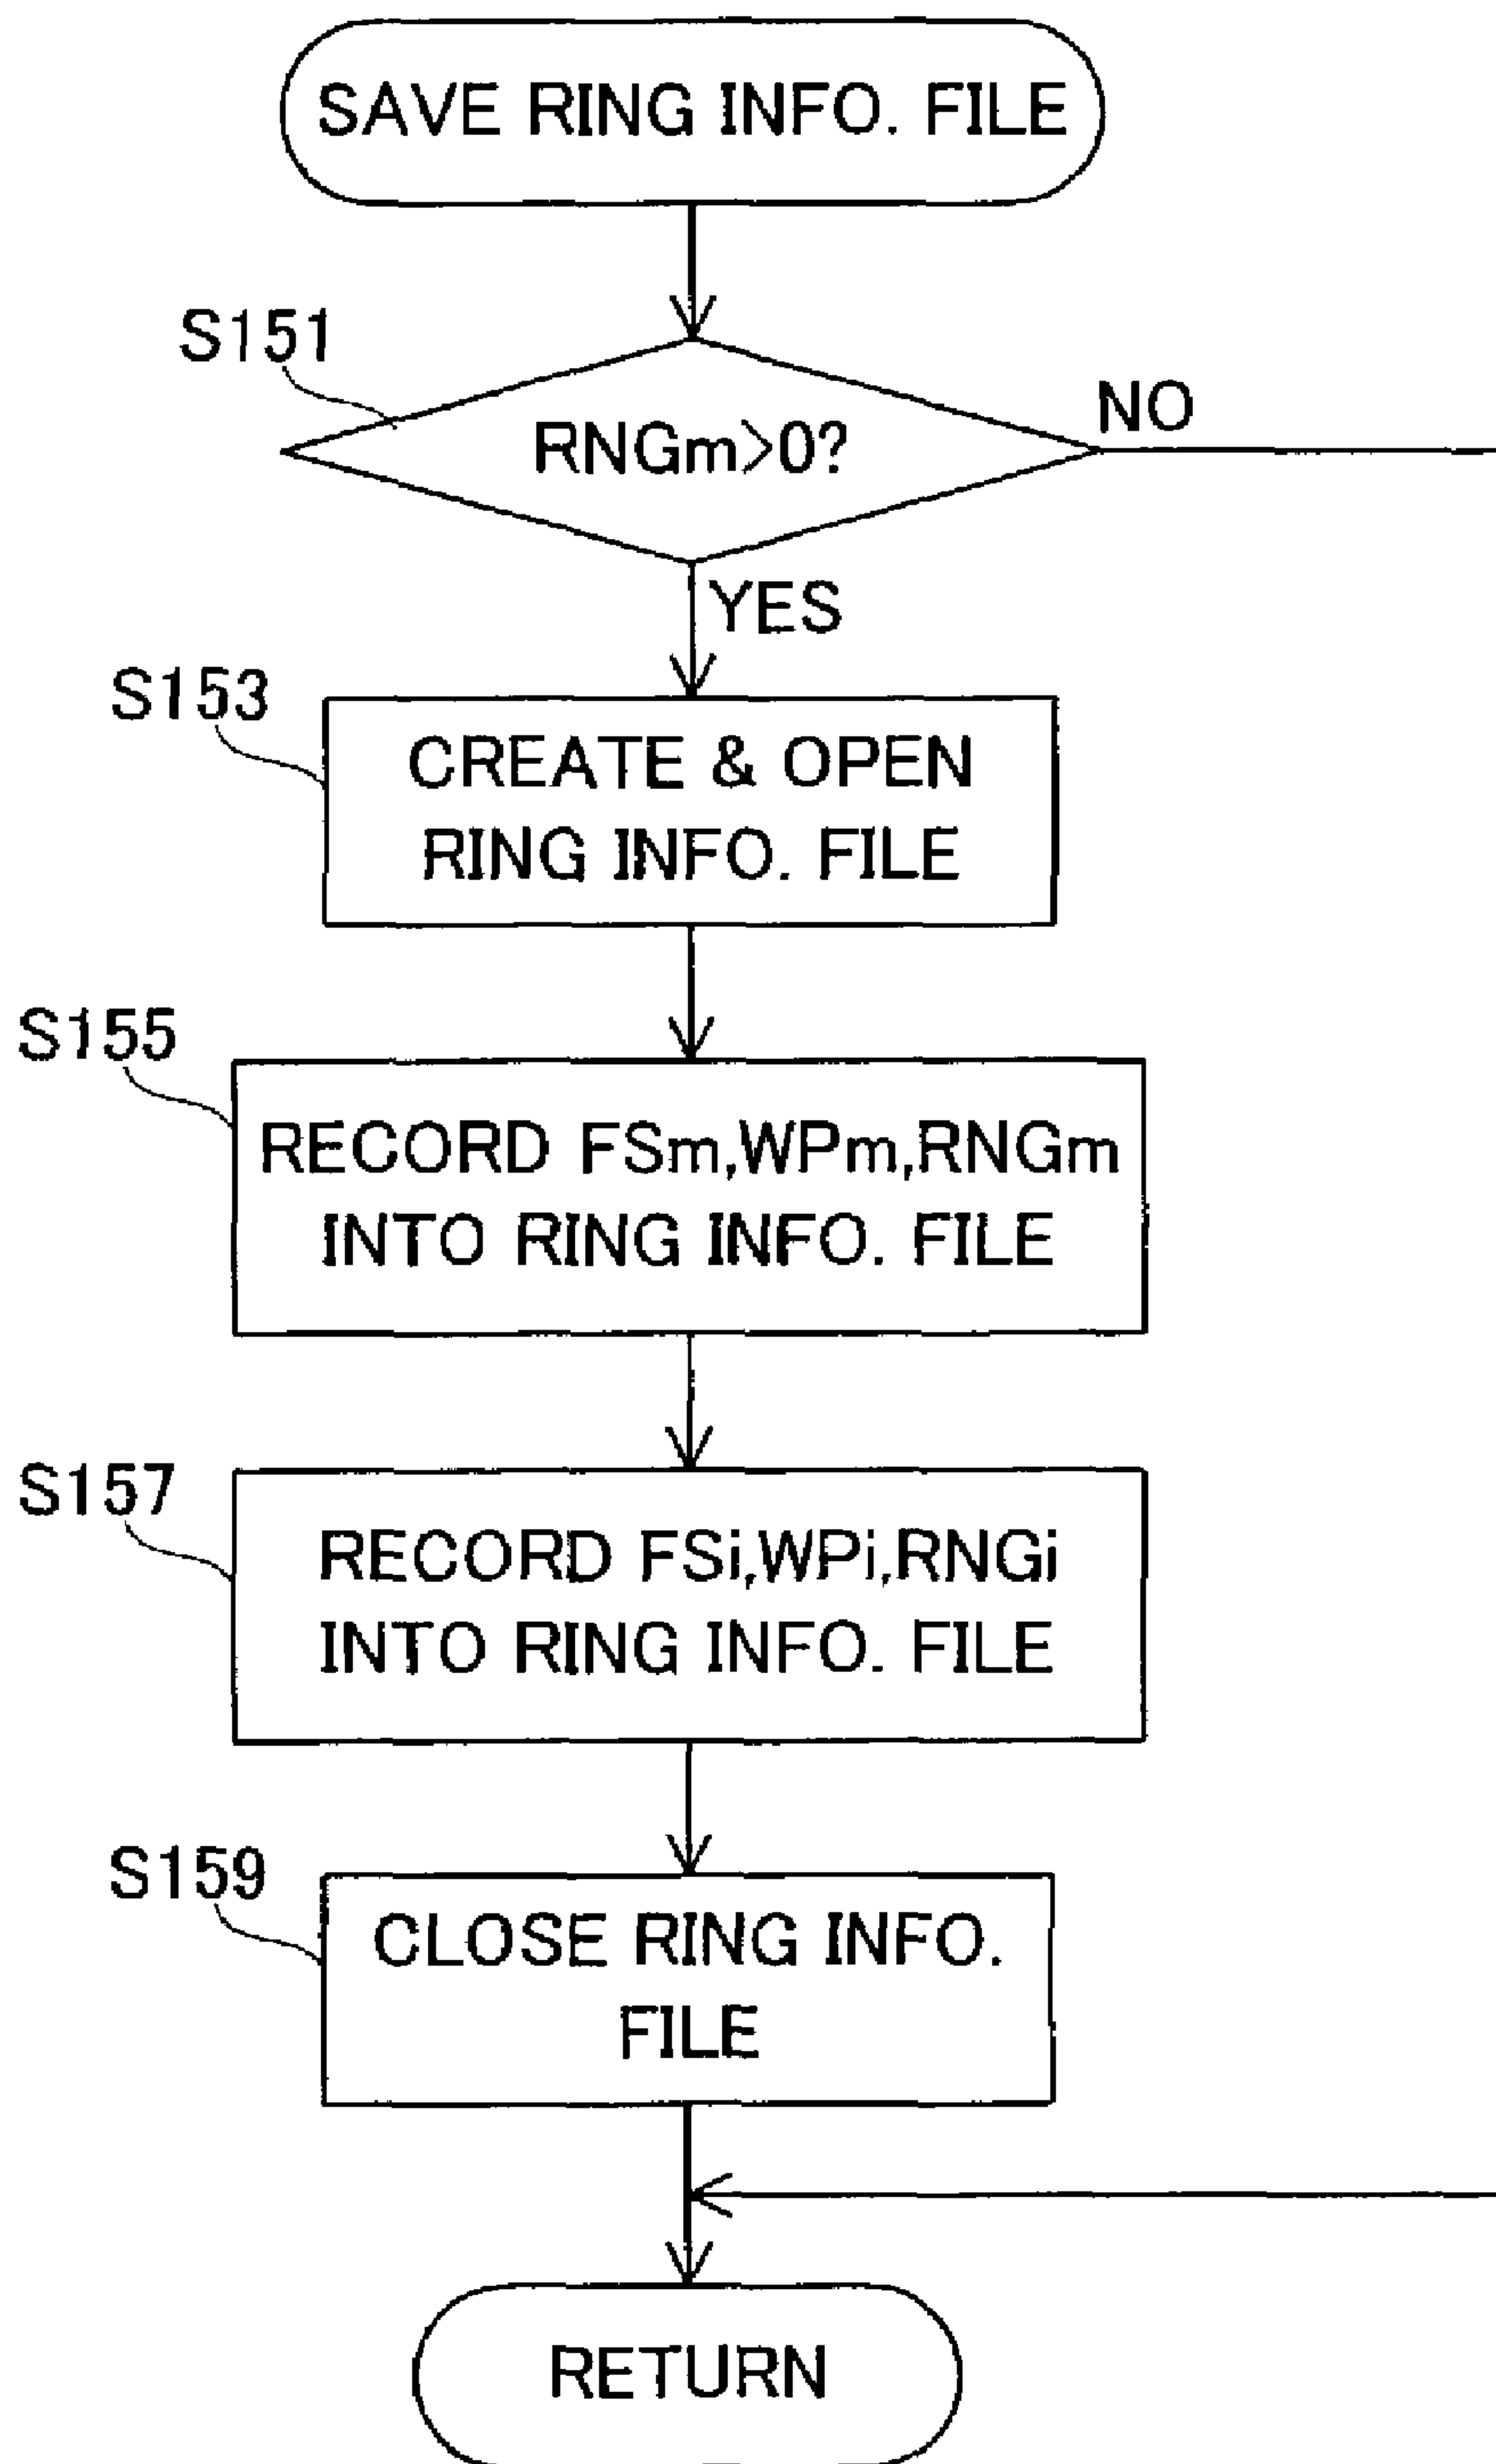 SAVE RING INFO. FILE
S151
RNGm>0?
NO
YES
S153
CREATE & OPEN
RING INFO. FILE
S155
RECORD FSm,WPm,RNGm
INTO RING INFO. FILE
S157
RECORD FSi,WPi,RNGi
INTO RING INFO. FILE
S159
CLOSE RING INFO.
FILE
RETURN